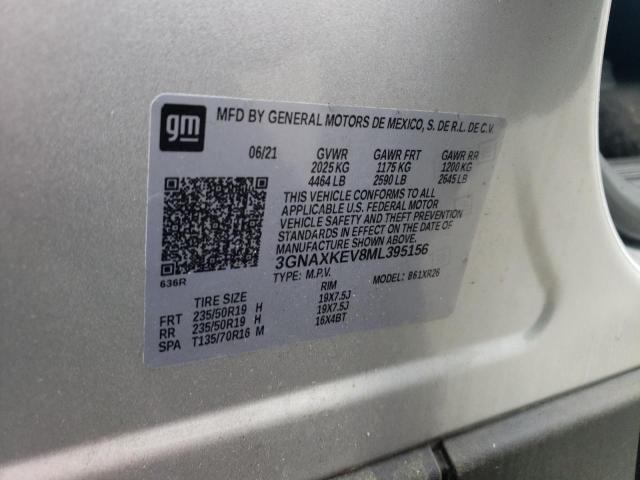 gm MFD BY GENERAL MOTORS DE MEXICO, S. DE R.L. DE C.V.
06/21 GVWR GAWR FRT GAWR RR
2025 KG 1175 KG 1200 KG
4464 LB 2590 LB 2645 LB
THIS VEHICLE CONFORMS TO ALL
APPLICABLE U.S. FEDERAL MOTOR
VEHICLE SAFETY AND THEFT PREVENTION
STANDARDS IN EFFECT ON THE DATE OF
MANUFACTURE SHOWN ABOVE.
3GNAXKEV8ML395156
636R TYPE: M.P.V. MODEL: B61XR26
TIRE SIZE RIM
FRT 235/50R19 H 19X7.5J
RR 235/50R19 H 19X7.5J
SPA T135/70R16 M 16X4BT